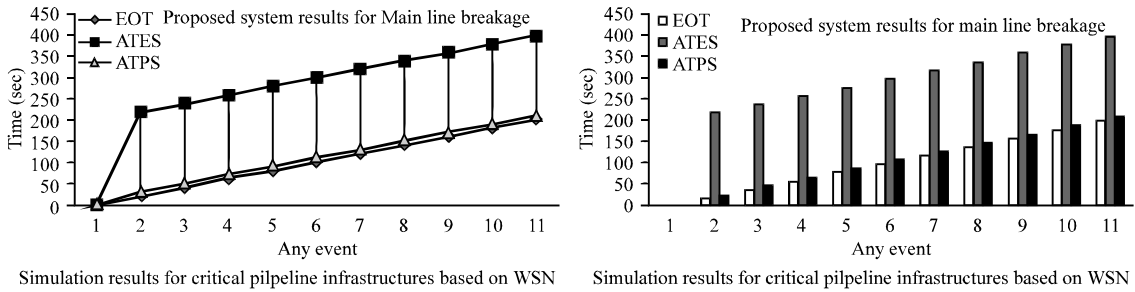 Proposed system results for Main line breakage
EOT
ATES
ATPS
Time (sec)
450
400
350
300
250
200
150
100
50
0
1 2 3 4 5 6 7 8 9 10 11
Any event
Simulation results for critical pilpeline infrastructures based on WSN
Proposed system results for main line breakage
EOT
ATES
ATPS
Time (sec)
450
400
350
300
250
200
150
100
50
0
1 2 3 4 5 6 7 8 9 10 11
Any event
Simulation results for critical pilpeline infrastructures based on WSN